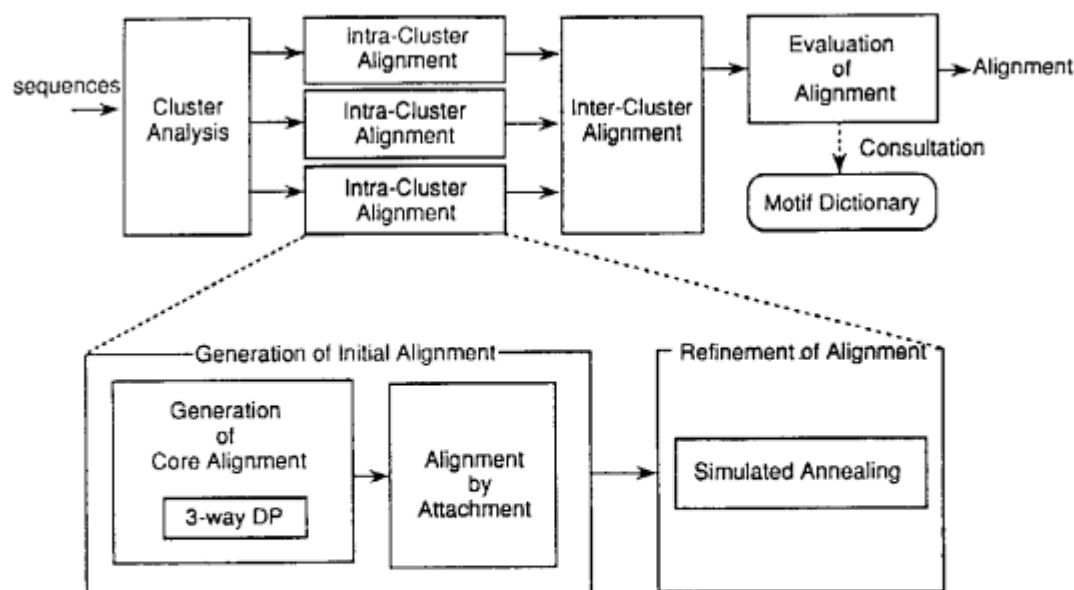 sequences
Cluster
Analysis
Intra-Cluster
Alignment
Intra-Cluster
Alignment
Intra-Cluster
Alignment
Inter-Cluster
Alignment
Evaluation
of
Alignment
Alignment
Consultation
Motif Dictionary
Generation of Initial Alignment
Generation
of
Core Alignment
3-way DP
Alignment
by
Attachment
Refinement of Alignment
Simulated Annealing